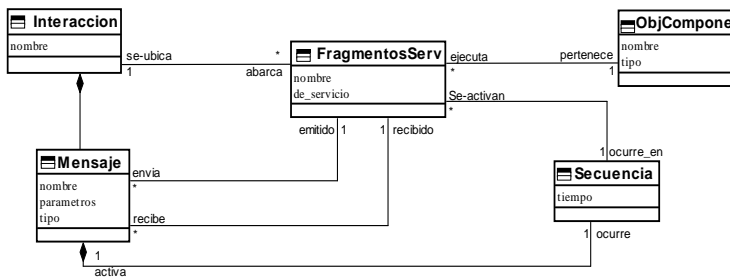 Interaccion
nombre
se-ubica
1
*
abarca
FragmentosServ
nombre
de_servicio
ejecuta
*
pertenece
1
ObjCompone
nombre
tipo
Se-activan
*
emitido
1
1
recibido
Mensaje
nombre
parametros
tipo
envia
*
recibe
*
1
ocurre_en
Secuencia
tiempo
1
ocurre
1
activa